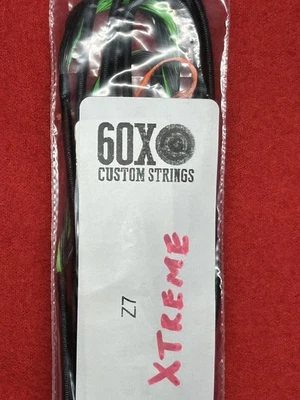 60X
CUSTOM STRINGS
Z7
XTREME